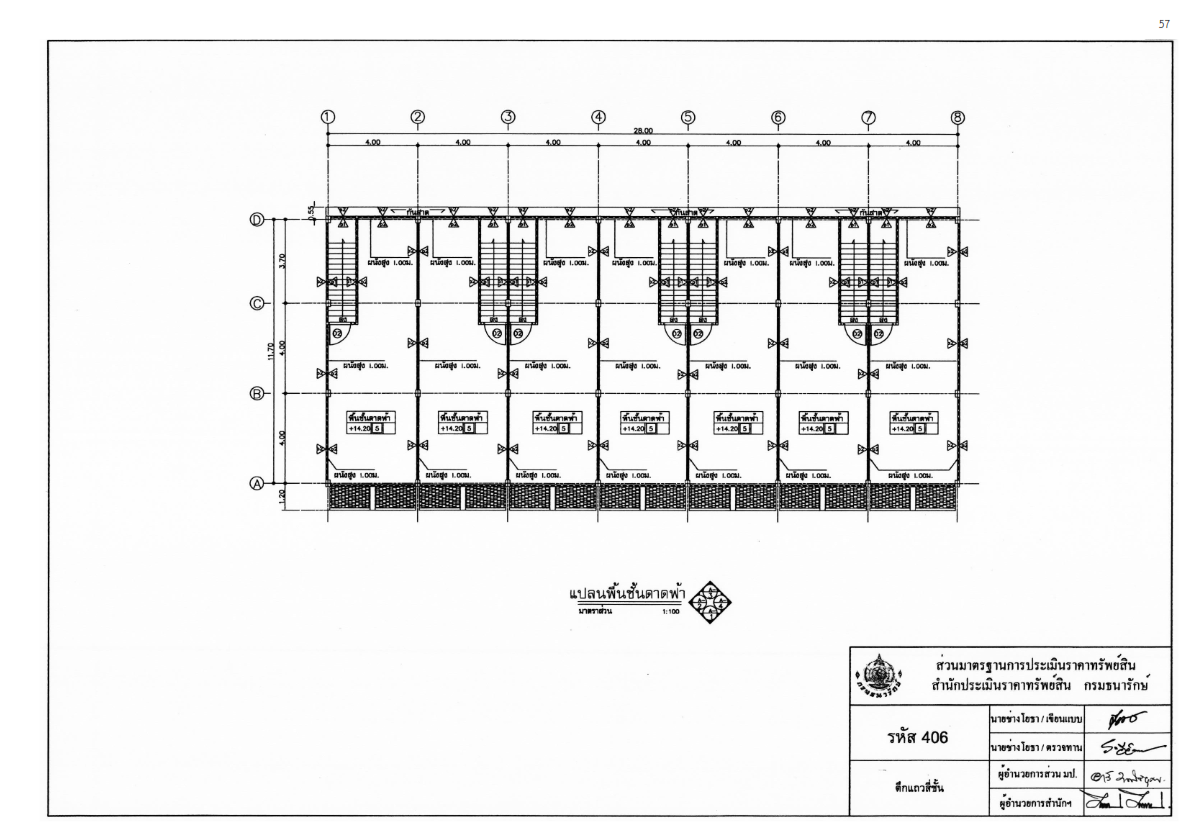 57
1 2 3 4 5 6 7 8
28.00
4.00 4.00 4.00 4.00 4.00 4.00 4.00
0.55
D
กันสาด กันสาด กันสาด
ผนังสูง 1.00ม. ผนังสูง 1.00ม. ผนังสูง 1.00ม. ผนังสูง 1.00ม. ผนังสูง 1.00ม. ผนังสูง 1.00ม. ผนังสูง 1.00ม.
3.70
C
D2 D2 D2 D2 D2 D2 D2
11.70
4.00
ผนังสูง 1.00ม. ผนังสูง 1.00ม. ผนังสูง 1.00ม. ผนังสูง 1.00ม. ผนังสูง 1.00ม. ผนังสูง 1.00ม. ผนังสูง 1.00ม.
B
พื้นชั้นดาดฟ้า พื้นชั้นดาดฟ้า พื้นชั้นดาดฟ้า พื้นชั้นดาดฟ้า พื้นชั้นดาดฟ้า พื้นชั้นดาดฟ้า พื้นชั้นดาดฟ้า
+14.20 5 +14.20 5 +14.20 5 +14.20 5 +14.20 5 +14.20 5 +14.20 5
4.00
ผนังสูง 1.00ม. ผนังสูง 1.00ม. ผนังสูง 1.00ม. ผนังสูง 1.00ม. ผนังสูง 1.00ม. ผนังสูง 1.00ม. ผนังสูง 1.00ม.
A
1.20
แปลนพื้นชั้นดาดฟ้า
มาตราส่วน 1:100
ส่วนมาตรฐานการประเมินราคาทรัพย์สิน
สำนักประเมินราคาทรัพย์สิน กรมธนารักษ์
กรมธนารักษ์
รหัส 406
นายช่างโยธา / เขียนแบบ
นายช่างโยธา / ตรวจทาน
ตึกแถวสี่ชั้น
ผู้อำนวยการส่วน มป.
ผู้อำนวยการสำนักฯ